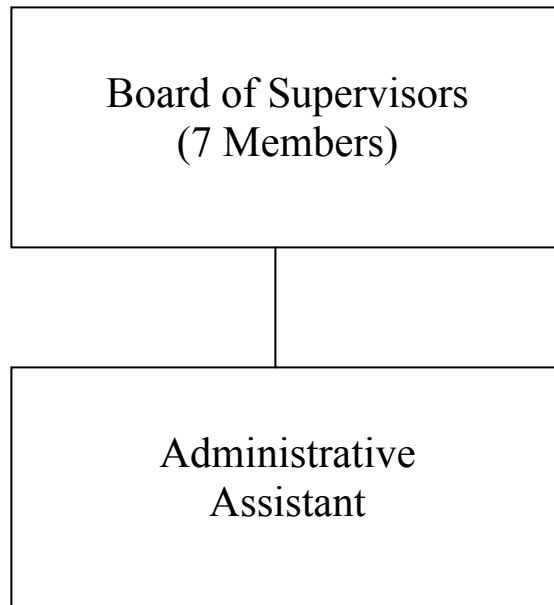 Board of Supervisors
(7 Members)
Administrative
Assistant